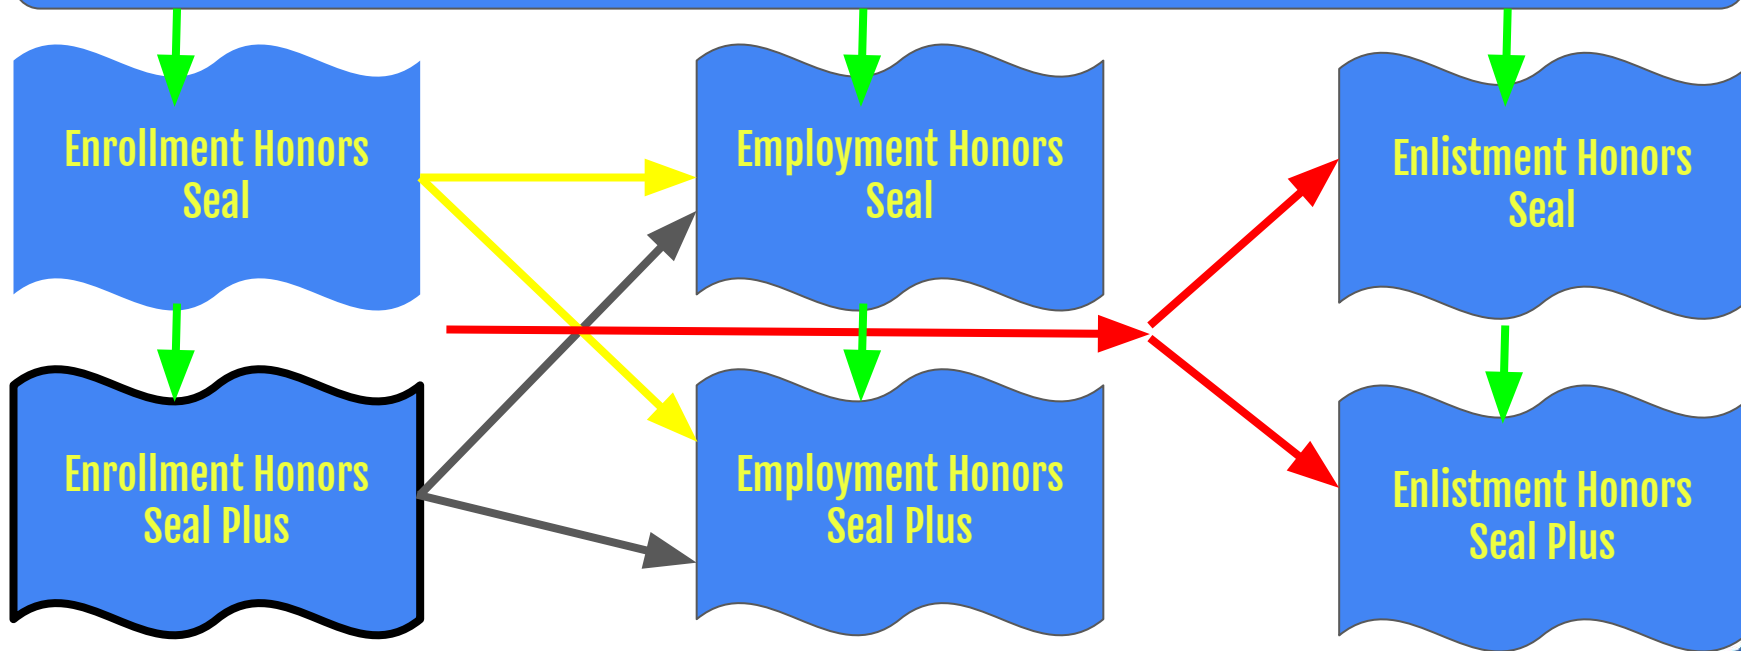 Enrollment Honors
Seal
Employment Honors
Seal
Enlistment Honors
Seal
Enrollment Honors
Seal Plus
Employment Honors
Seal Plus
Enlistment Honors
Seal Plus